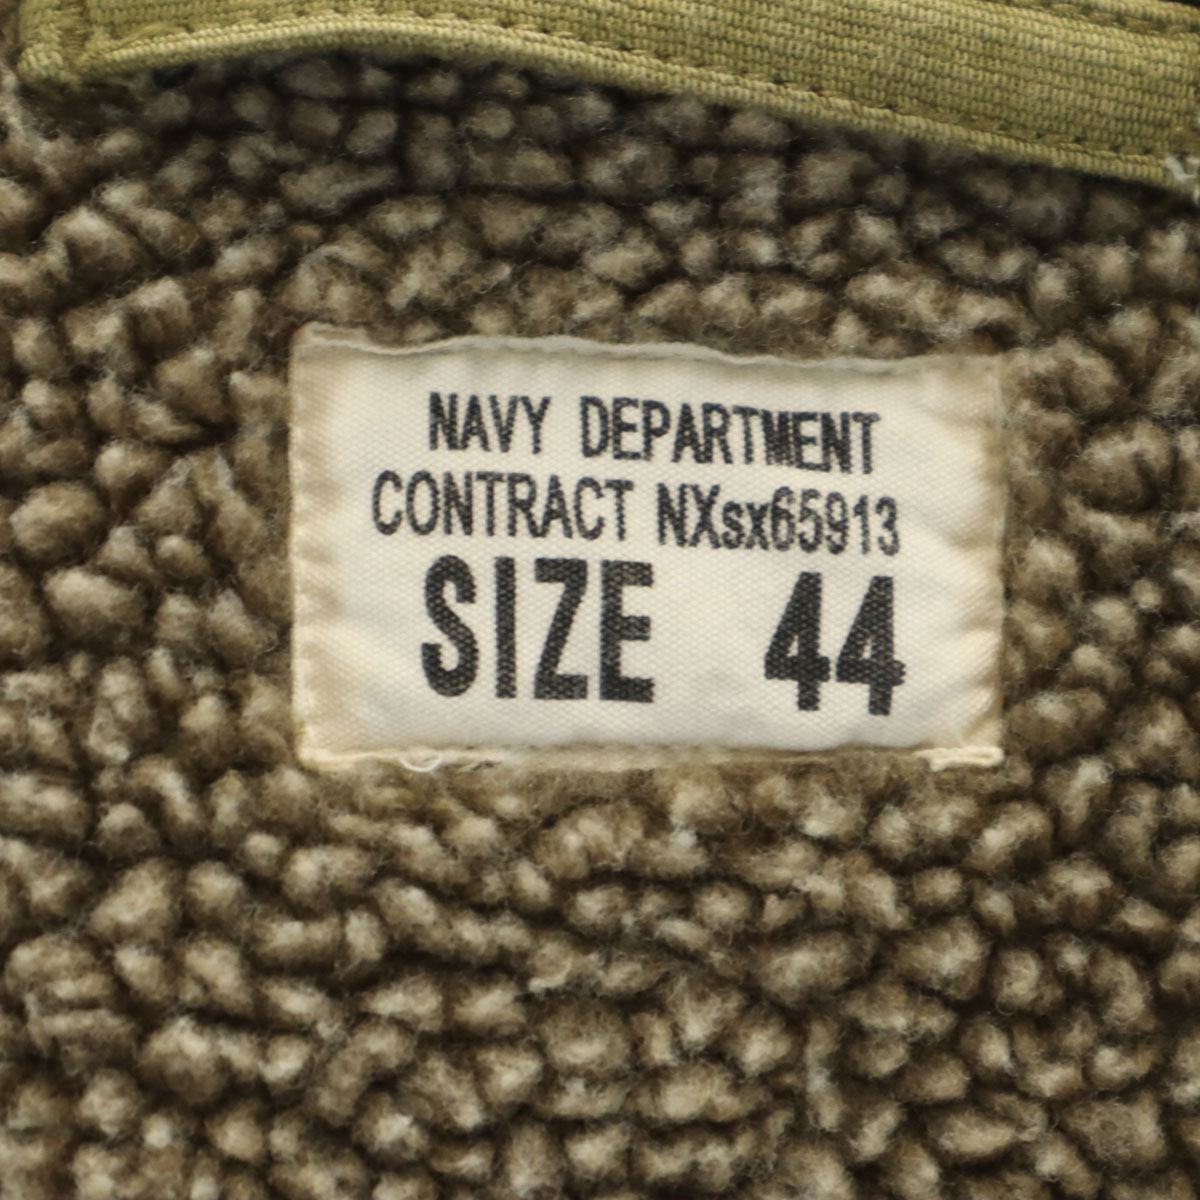 NAVY DEPARTMENT
CONTRACT NXsx65913
SIZE 44